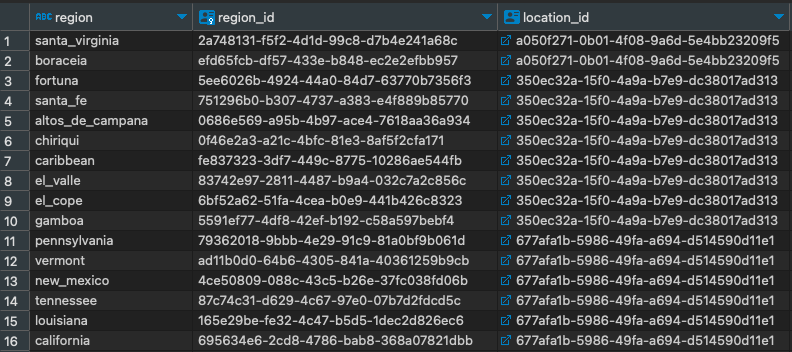 ABC region region_id location_id
1 santa_virginia 2a748131-f5f2-4d1d-99c8-d7b4e241a68c a050f271-0b01-4f08-9a6d-5e4bb23209f5
2 boraceia efd65fcb-df57-433e-b848-ec2e2efbb957 a050f271-0b01-4f08-9a6d-5e4bb23209f5
3 fortuna 5ee6026b-4924-44a0-84d7-63770b7356f3 350ec32a-15f0-4a9a-b7e9-dc38017ad313
4 santa_fe 751296b0-b307-4737-a383-e4f889b85770 350ec32a-15f0-4a9a-b7e9-dc38017ad313
5 altos_de_campana 0686e569-a95b-4b97-ace4-7618aa36a934 350ec32a-15f0-4a9a-b7e9-dc38017ad313
6 chiriqui 0f46e2a3-a21c-4bfc-81e3-8af5f2cfa171 350ec32a-15f0-4a9a-b7e9-dc38017ad313
7 caribbean fe837323-3df7-449c-8775-10286ae544fb 350ec32a-15f0-4a9a-b7e9-dc38017ad313
8 el_valle 83742e97-2811-4487-b9a4-032c7a2c856c 350ec32a-15f0-4a9a-b7e9-dc38017ad313
9 el_cope 6bf52a62-51fa-4cea-b0e9-441b426c8323 350ec32a-15f0-4a9a-b7e9-dc38017ad313
10 gamboa 5591ef77-4df8-42ef-b192-c58a597bebf4 350ec32a-15f0-4a9a-b7e9-dc38017ad313
11 pennsylvania 79362018-9bbb-4e29-91c9-81a0bf9b061d 677afa1b-5986-49fa-a694-d514590d11e1
12 vermont ad11b0d0-64b6-4305-841a-40361259b9cb 677afa1b-5986-49fa-a694-d514590d11e1
13 new_mexico 4ce50809-088c-43c5-b26e-37fc038fd06b 677afa1b-5986-49fa-a694-d514590d11e1
14 tennessee 87c74c31-d629-4c67-97e0-07b7d2fdcd5c 677afa1b-5986-49fa-a694-d514590d11e1
15 louisiana 165e29be-fe32-4c47-b5d5-1dec2d826ec6 677afa1b-5986-49fa-a694-d514590d11e1
16 california 695634e6-2cd8-4786-bab8-368a07821dbb 677afa1b-5986-49fa-a694-d514590d11e1